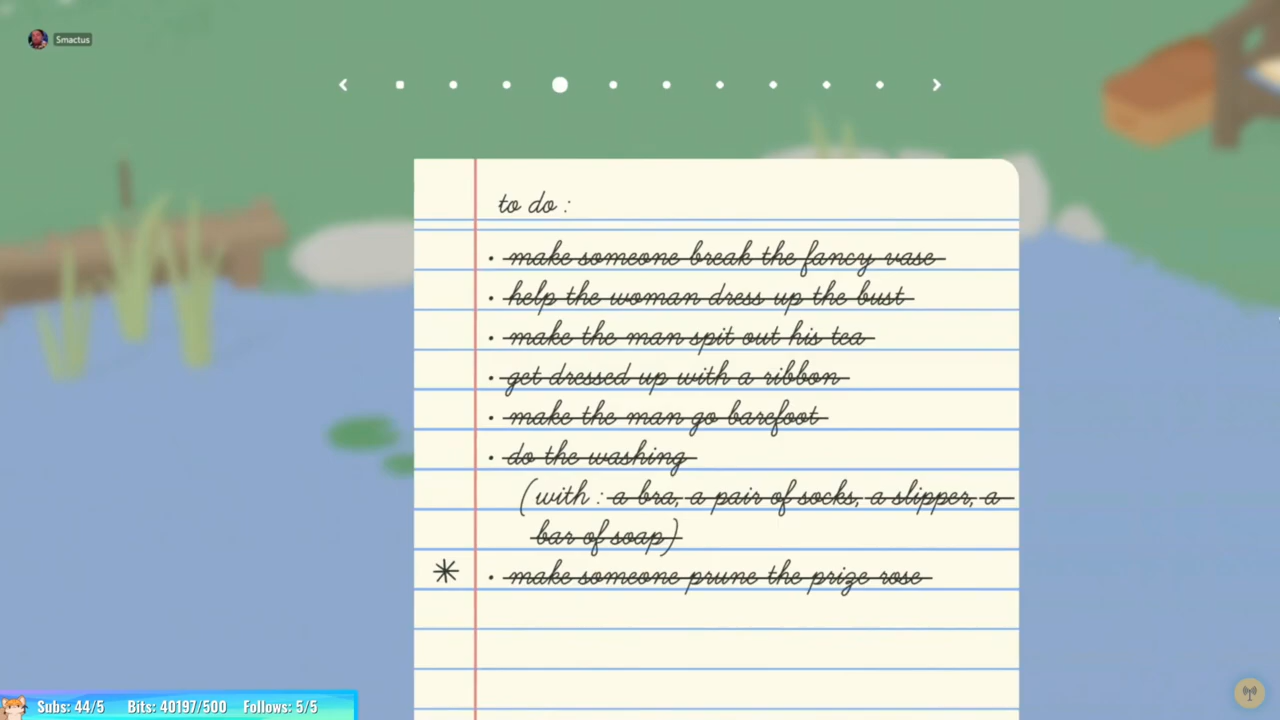 Smactus
to do :
• make someone break the fancy vase
• help the woman dress up the bust
• make the man spit out his tea
• get dressed up with a ribbon
• make the man go barefoot
• do the washing
(with : a bra, a pair of socks, a slipper, a
bar of soap)
• make someone prune the prize rose
Subs: 44/5 Bits: 40197/500 Follows: 5/5